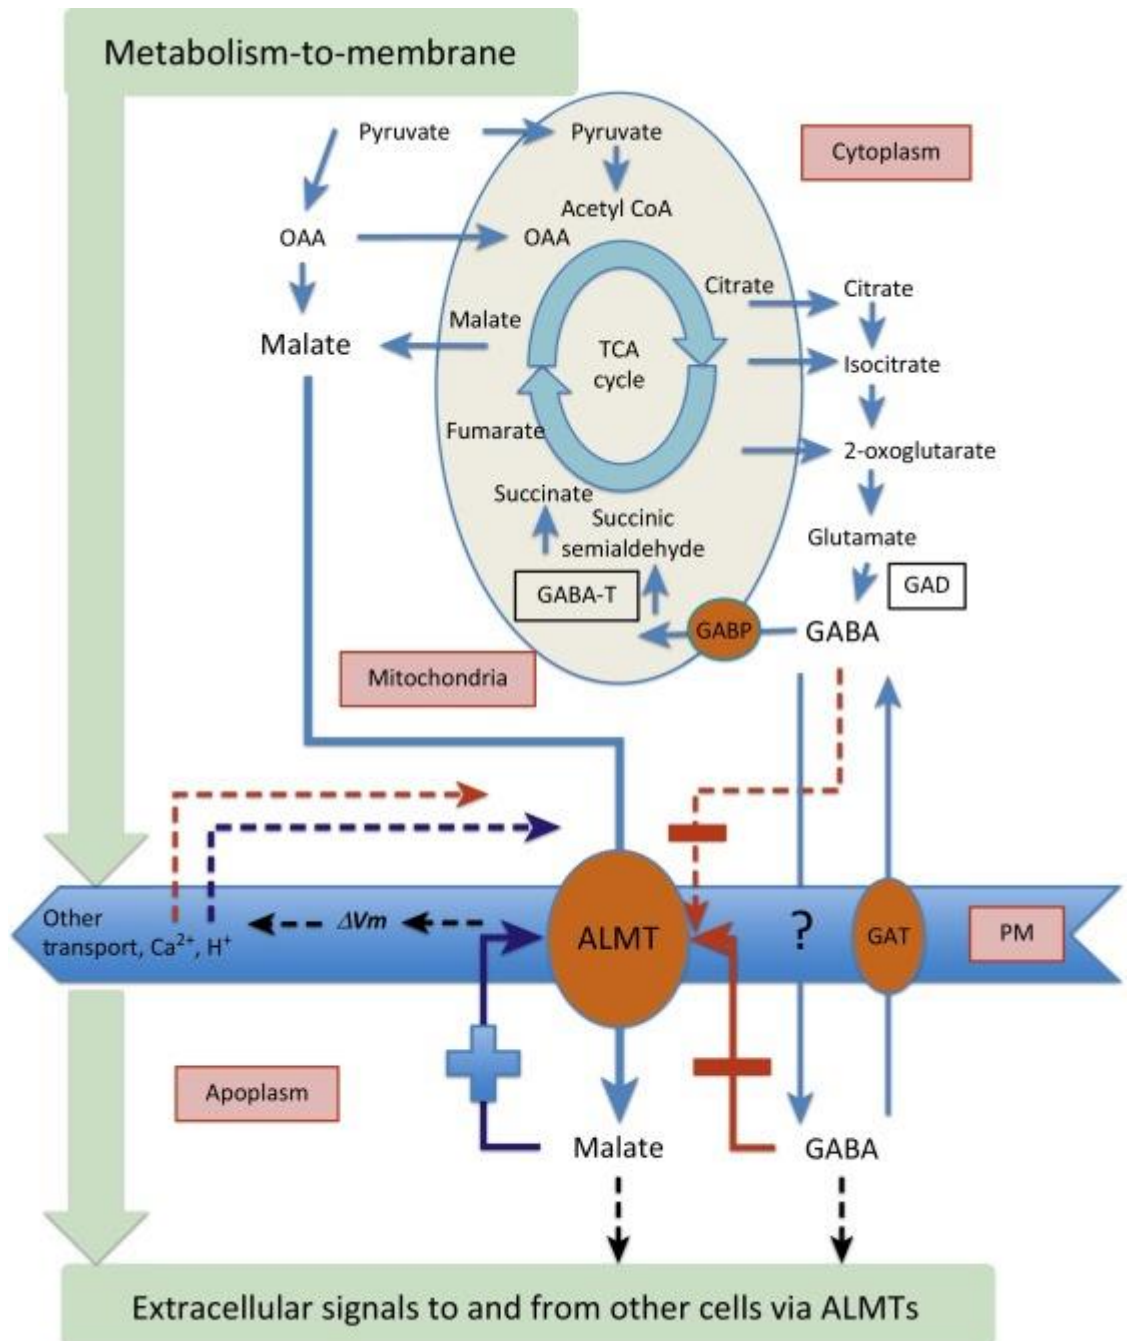 Metabolism-to-membrane
Pyruvate
Pyruvate
Cytoplasm
Acetyl CoA
OAA
OAA
Citrate
Citrate
Malate
Malate
TCA
cycle
Isocitrate
Fumarate
2-oxoglutarate
Succinate
Succinic
semialdehyde
Glutamate
GABA-T
GAD
GABP
GABA
Mitochondria
Other
transport, Ca²⁺, H⁺
ΔVm
ALMT
?
GAT
PM
Apoplasm
Malate
GABA
Extracellular signals to and from other cells via ALMTs